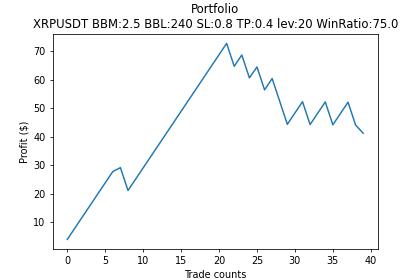 Portfolio
XRPUSDT BBM:2.5 BBL:240 SL:0.8 TP:0.4 lev:20 WinRatio:75.0
Profit ($)
70
60
50
40
30
20
10
0 5 10 15 20 25 30 35 40
Trade counts